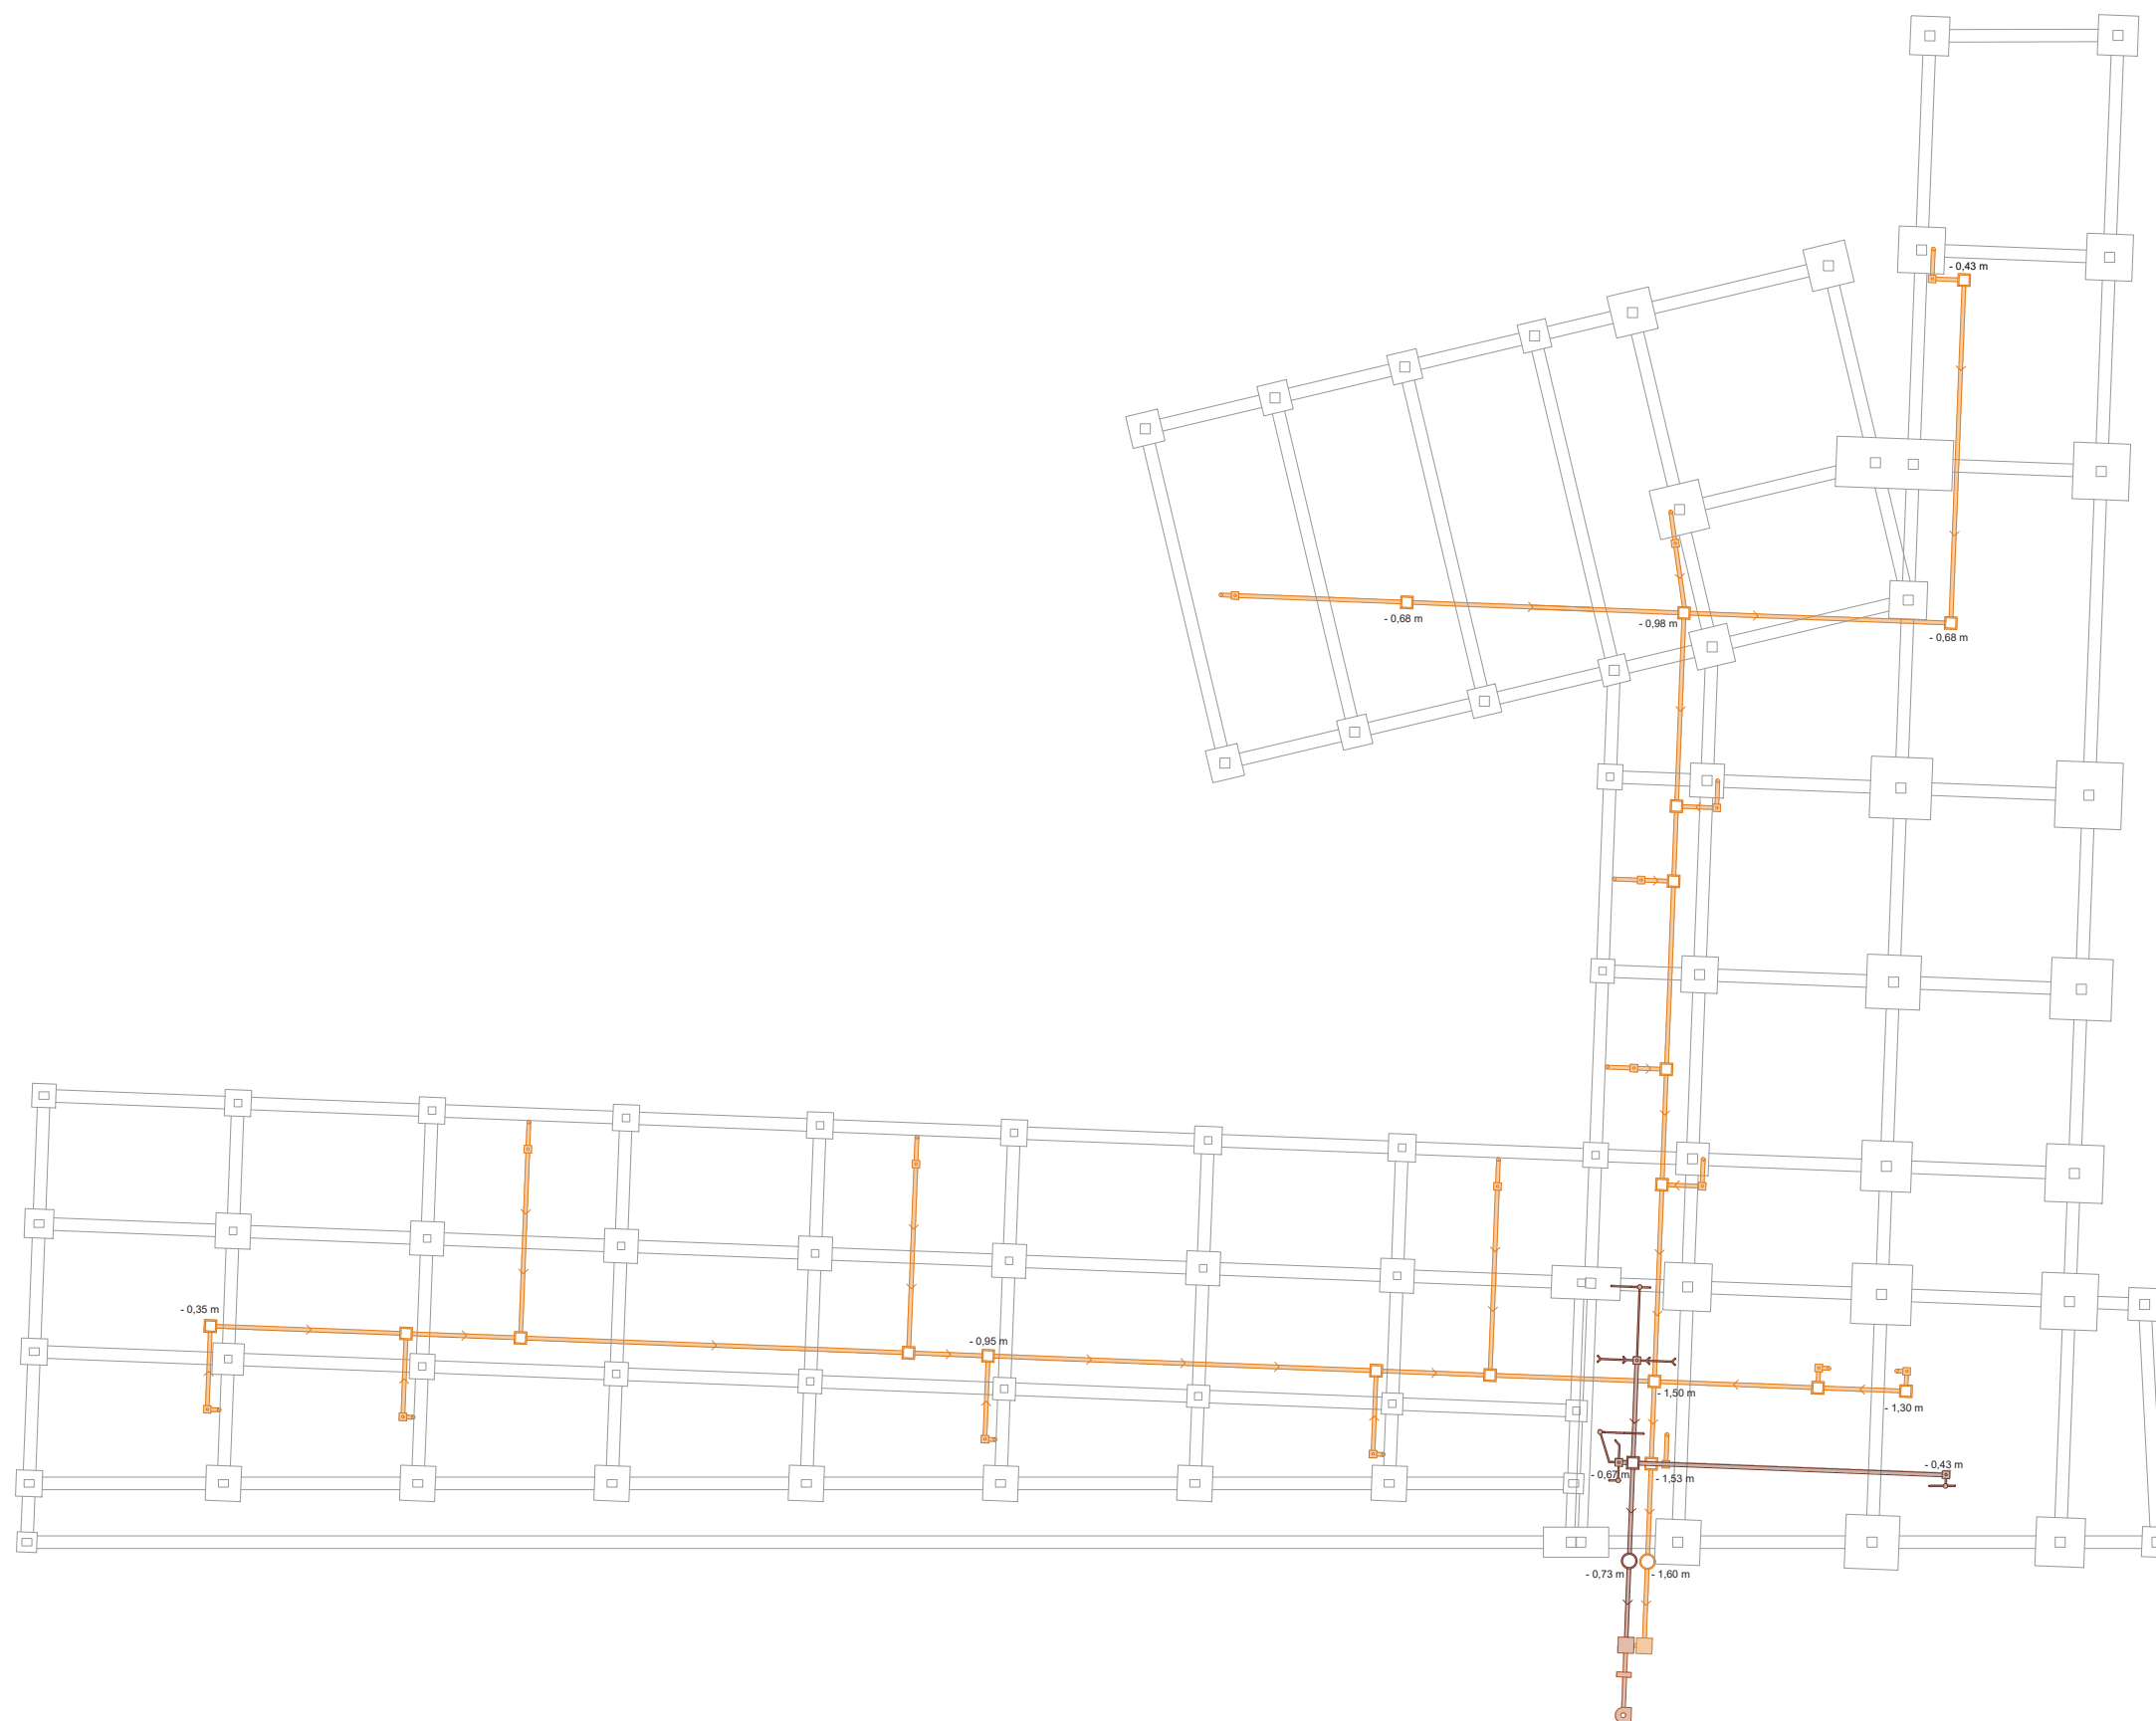 - 0,43 m
- 0,68 m
- 0,98 m
- 0,68 m
- 0,35 m
- 0,95 m
- 1,50 m
- 1,30 m
- 0,67 m
- 1,53 m
- 0,43 m
- 0,73 m
- 1,60 m